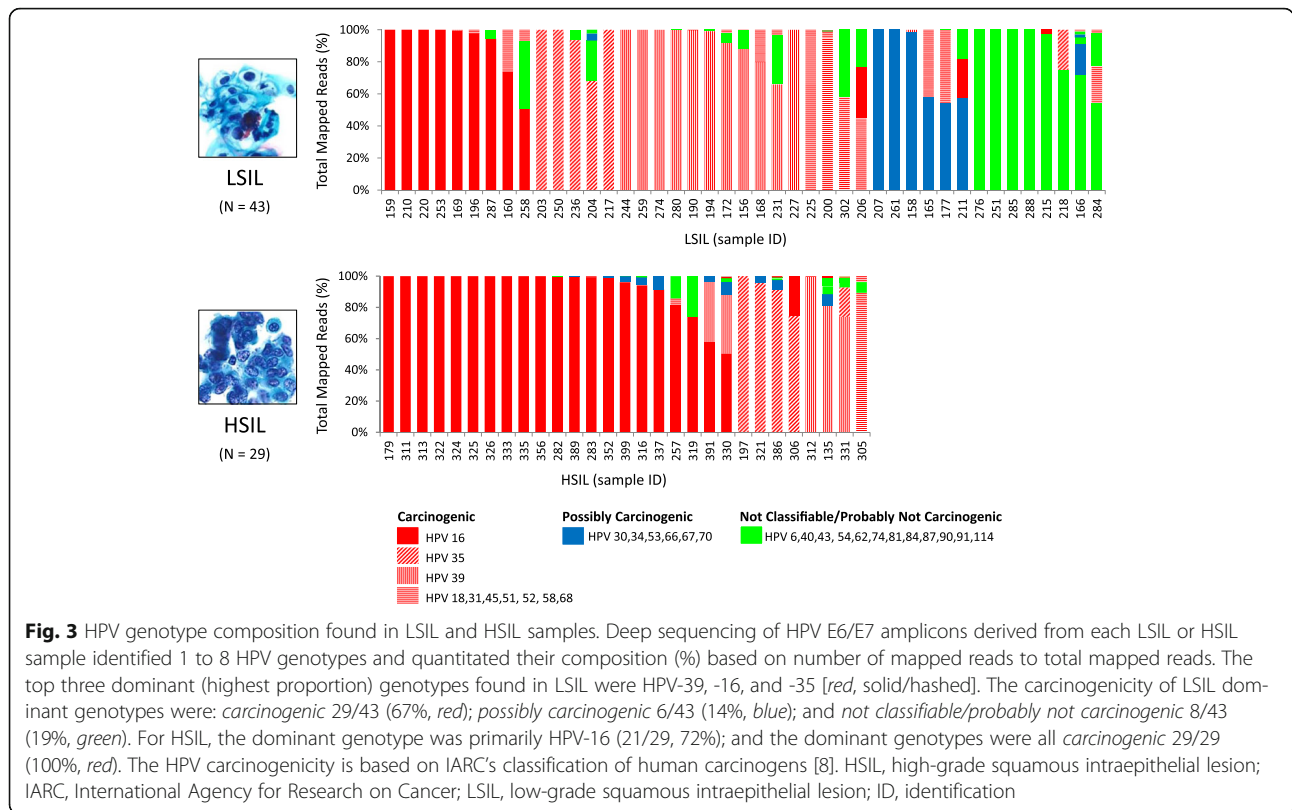 100%
80%
60%
40%
20%
0%
Total Mapped Reads (%)
LSIL
(N = 43)
159 210 220 253 169 196 287 160 258 203 250 236 204 217 244 259 274 280 190 194 172 156 168 231 227 225 200 302 206 207 261 158 165 177 211 276 251 285 288 215 218 166 284
LSIL (sample ID)
100%
80%
60%
40%
20%
0%
Total Mapped Reads (%)
HSIL
(N = 29)
179 311 313 322 324 325 326 333 335 356 282 389 283 352 399 316 337 257 319 391 330 197 321 386 306 312 135 331 305
HSIL (sample ID)
Carcinogenic
HPV 16
HPV 35
HPV 39
HPV 18,31,45,51, 52, 58,68
Possibly Carcinogenic
HPV 30,34,53,66,67,70
Not Classifiable/Probably Not Carcinogenic
HPV 6,40,43, 54,62,74,81,84,87,90,91,114
Fig. 3 HPV genotype composition found in LSIL and HSIL samples. Deep sequencing of HPV E6/E7 amplicons derived from each LSIL or HSIL
sample identified 1 to 8 HPV genotypes and quantitated their composition (%) based on number of mapped reads to total mapped reads. The
top three dominant (highest proportion) genotypes found in LSIL were HPV-39, -16, and -35 [red, solid/hashed]. The carcinogenicity of LSIL dom-
inant genotypes were: carcinogenic 29/43 (67%, red); possibly carcinogenic 6/43 (14%, blue); and not classifiable/probably not carcinogenic 8/43
(19%, green). For HSIL, the dominant genotype was primarily HPV-16 (21/29, 72%); and the dominant genotypes were all carcinogenic 29/29
(100%, red). The HPV carcinogenicity is based on IARC's classification of human carcinogens [8]. HSIL, high-grade squamous intraepithelial lesion;
IARC, International Agency for Research on Cancer; LSIL, low-grade squamous intraepithelial lesion; ID, identification